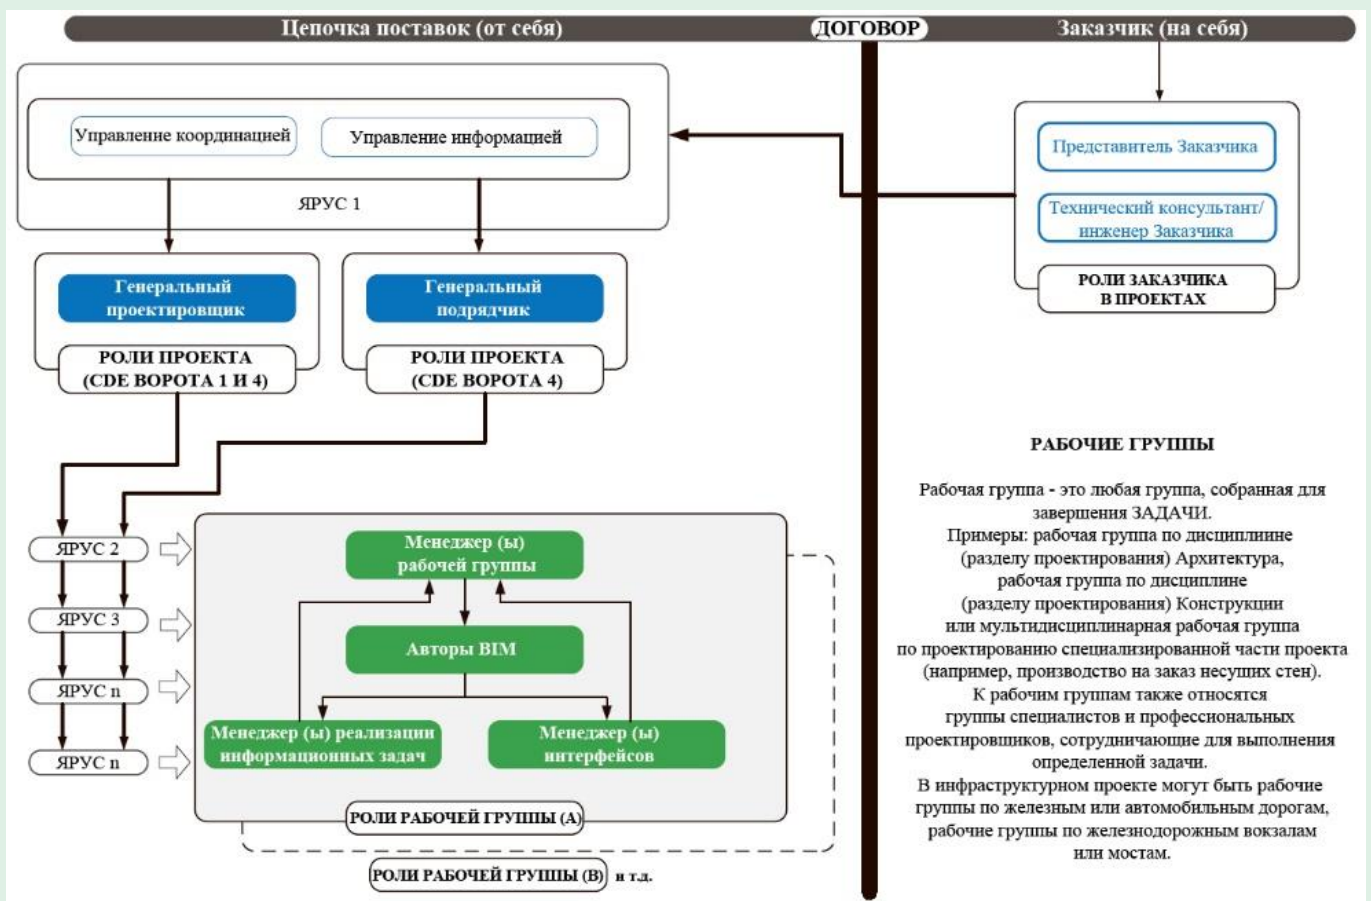 Цепочка поставок (от себя)
ДОГОВОР
Заказчик (на себя)
Управление координацией
Управление информацией
ЯРУС 1
Представитель Заказчика
Технический консультант/
инженер Заказчика
РОЛИ ЗАКАЗЧИКА
В ПРОЕКТАХ
Генеральный
проектировщик
РОЛИ ПРОЕКТА
(CDE ВОРОТА 1 И 4)
Генеральный
подрядчик
РОЛИ ПРОЕКТА
(CDE ВОРОТА 4)
ЯРУС 2
ЯРУС 3
ЯРУС n
ЯРУС n
Менеджер (ы)
рабочей группы
Авторы BIM
Менеджер (ы) реализации
информационных задач
Менеджер (ы)
интерфейсов
РОЛИ РАБОЧЕЙ ГРУППЫ (А)
РОЛИ РАБОЧЕЙ ГРУППЫ (В) и т.д.
РАБОЧИЕ ГРУППЫ
Рабочая группа - это любая группа, собранная для
завершения ЗАДАЧИ.
Примеры: рабочая группа по дисциплиине
(разделу проектирования) Архитектура,
рабочая группа по дисциплине
(разделу проектирования) Конструкции
или мультидисциплинарная рабочая группа
по проектированию специализированной части проекта
(например, производство на заказ несущих стен).
К рабочим группам также относятся
группы специалистов и профессиональных
проектировщиков, сотрудничающие для выполнения
определенной задачи.
В инфраструктурном проекте могут быть рабочие
группы по железным или автомобильным дорогам,
рабочие группы по железнодорожным вокзалам
или мостам.